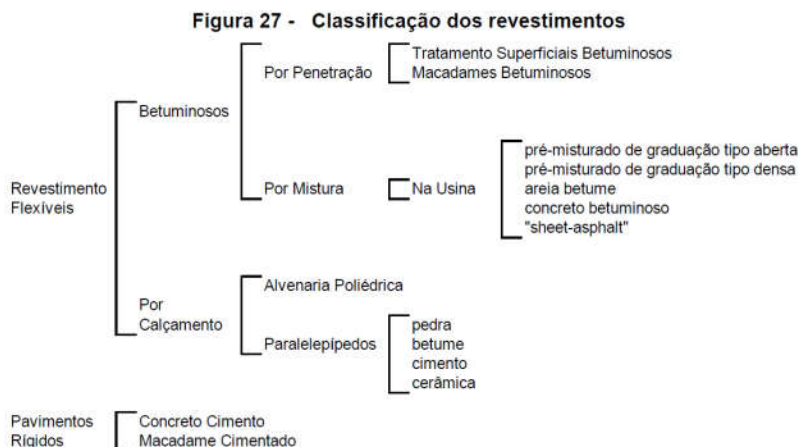 Figura 27 - Classificação dos revestimentos
Por Penetração
Tratamento Superficiais Betuminosos
Macadames Betuminosos
Betuminosos
pré-misturado de graduação tipo aberta
pré-misturado de graduação tipo densa
Revestimento
Flexíveis
Por Mistura
Na Usina
areia betume
concreto betuminoso
"sheet-asphalt"
Alvenaria Poliédrica
Por
Calçamento
Paralelepípedos
pedra
betume
cimento
cerâmica
Pavimentos
Rígidos
Concreto Cimento
Macadame Cimentado